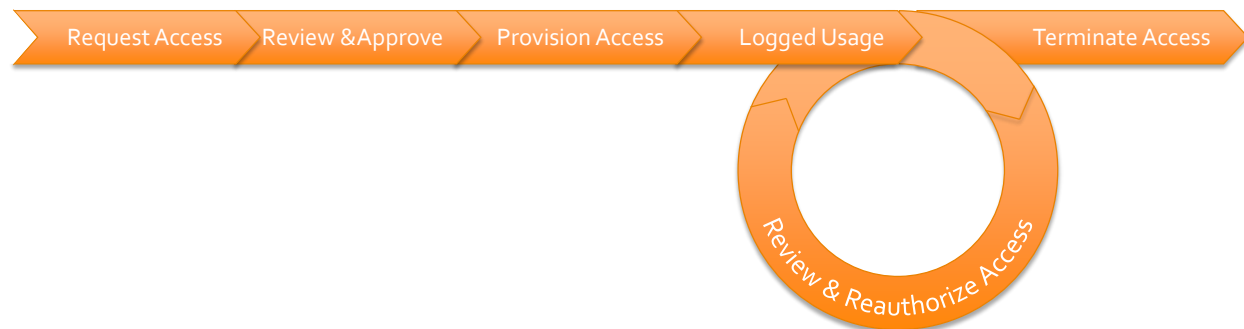 Request Access
Review &Approve
Provision Access
Logged Usage
Terminate Access
Review & Reauthorize Access